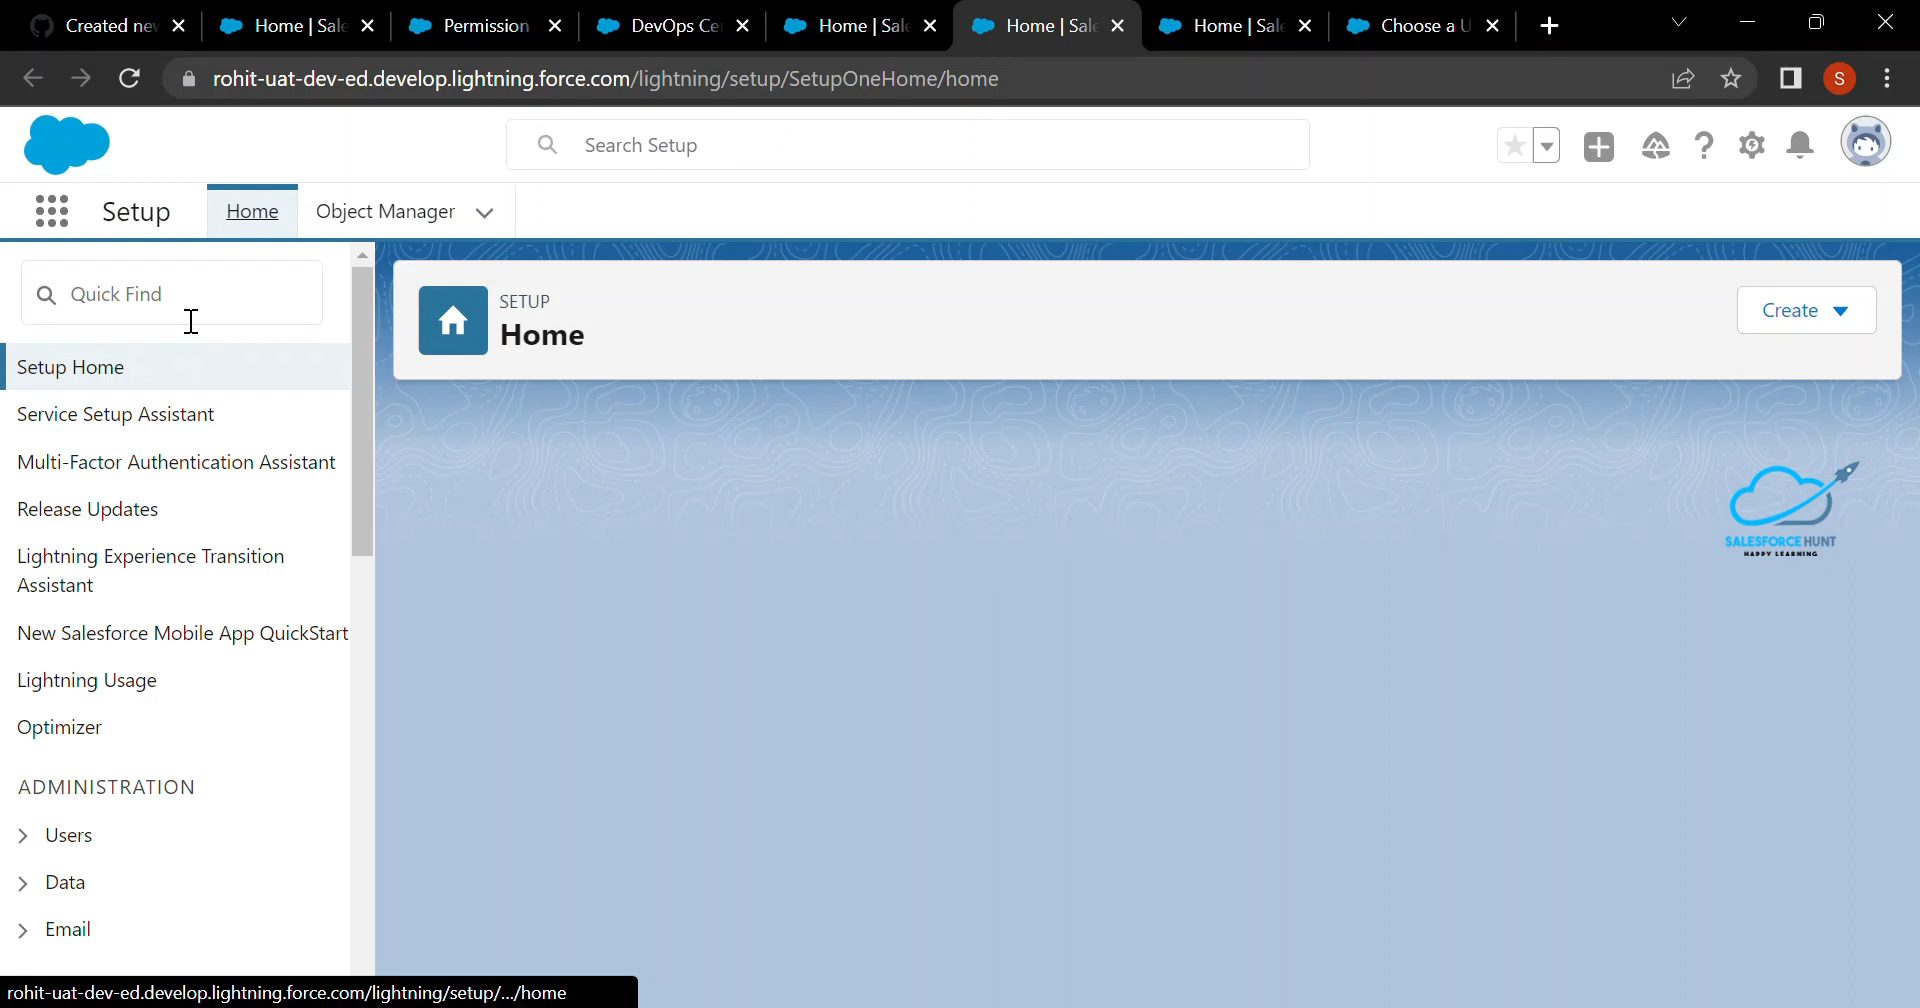 Created ne
Home | Sal
Permission
DevOps Ce
Home | Sal
Home | Sal
Home | Sal
Choose a U
rohit-uat-dev-ed.develop.lightning.force.com/lightning/setup/SetupOneHome/home
S
Search Setup
Setup
Home
Object Manager
Quick Find
SETUP
Home
Create
Setup Home
Service Setup Assistant
Multi-Factor Authentication Assistant
Release Updates
Lightning Experience Transition
Assistant
New Salesforce Mobile App QuickStart
Lightning Usage
Optimizer
SALESFORCE HUNT
HAPPY LEARNING
ADMINISTRATION
Users
Data
Email
rohit-uat-dev-ed.develop.lightning.force.com/lightning/setup/.../home